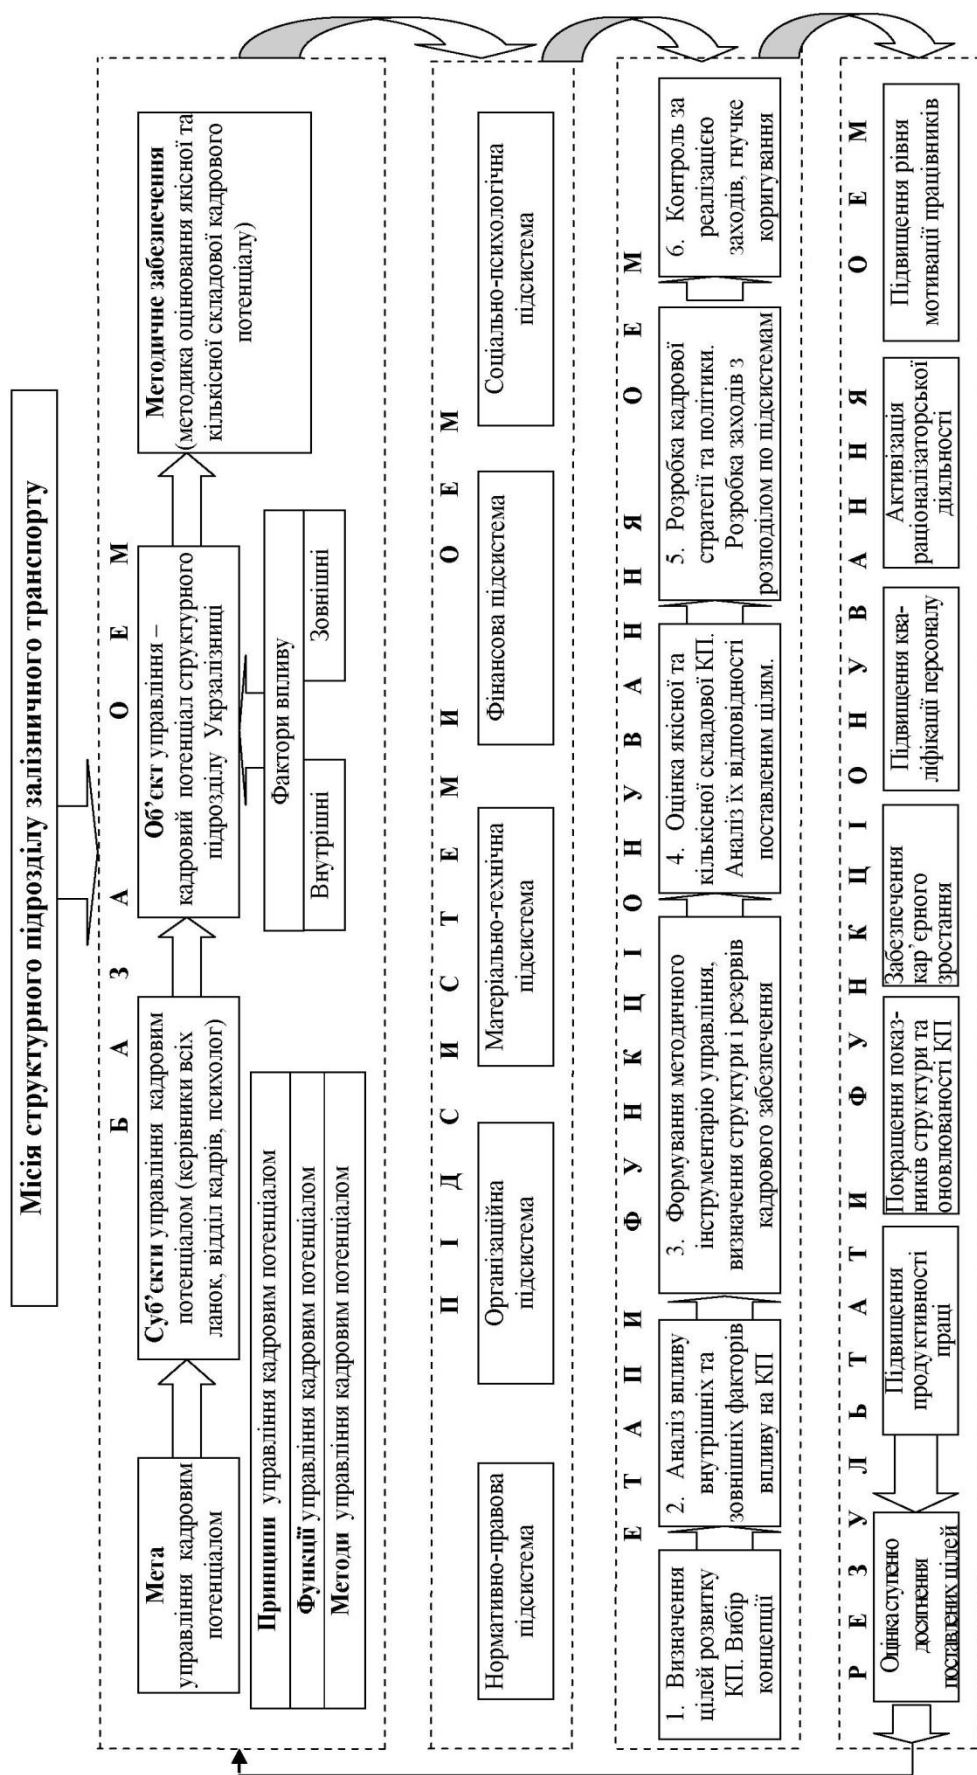 Місія структурного підрозділу залізничного транспорту
Б А З А О Е М
Мета
управління кадровим
потенціалом
Суб’єкти управління кадровим
потенціалом (керівники всіх
ланок, відділ кадрів, психолог)
Об’єкт управління –
кадровий потенціал структурного
підрозділу Укрзалізниці
Методичне забезпечення
(методика оцінювання якісної та
кількісної складової кадрового
потенціалу)
Принципи управління кадровим потенціалом
Функції управління кадровим потенціалом
Методи управління кадровим потенціалом
Фактори впливу
Внутрішні
Зовнішні
П І Д С И С Т Е М И О Е М
Нормативно-правова
підсистема
Організаційна
підсистема
Матеріально-технічна
підсистема
Фінансова підсистема
Соціально-психологічна
підсистема
Е Т А П И Ф У Н К Ц І О Н У В А Н Н Я О Е М
1. Визначення
цілей розвитку
КП. Вибір
концепції
2. Аналіз впливу
внутрішніх та
зовнішніх факторів
впливу на КП
3. Формування методичного
інструментарію управління,
визначення структури і резервів
кадрового забезпечення
4. Оцінка якісної та
кількісної складової КП.
Аналіз їх відповідності
поставленим цілям.
5. Розробка кадрової
стратегії та політики.
Розробка заходів з
розподілом по підсистемам
6. Контроль за
реалізацією
заходів, гнучке
коригування
Р Е З У Л Ь Т А Т И Ф У Н К Ц І О Н У В А Н Н Я О Е М
Оцінка ступеню
досягнення
поставлених цілей
Підвищення
продуктивності
праці
Покращення показ-
ників структури та
оновлюваності КП
Забезпечення
кар’єрного
зростання
Підвищення ква-
ліфікації персоналу
Активізація
раціоналізаторської
діяльності
Підвищення рівня
мотивації працівників